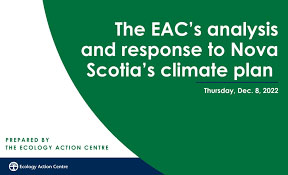 The EAC's analysis
and response to Nova
Scotia's climate plan
Thursday, Dec. 8, 2022
PREPARED BY
THE ECOLOGY ACTION CENTRE
Ecology Action Centre